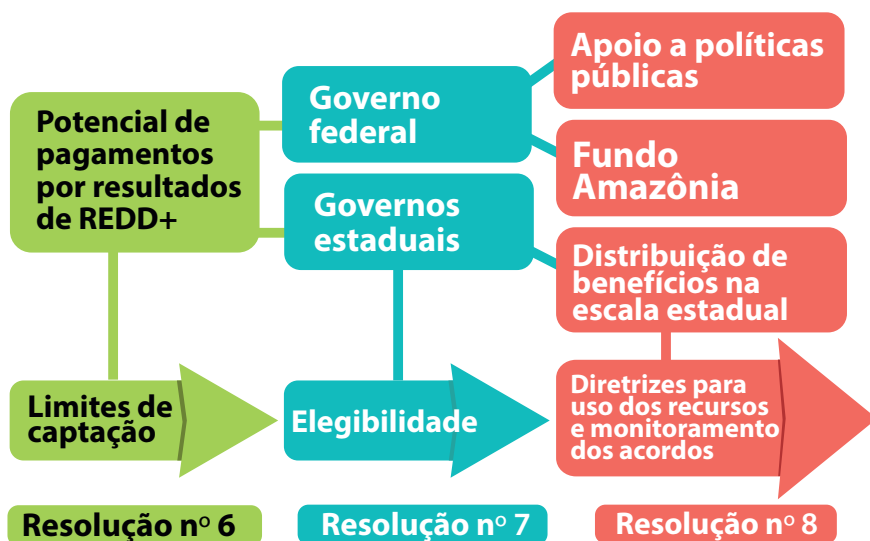 Potencial de
pagamentos
por resultados
de REDD+
Governo
federal
Governos
estaduais
Apoio a políticas
públicas
Fundo
Amazônia
Distribuição de
benefícios na
escala estadual
Limites de
captação
Elegibilidade
Diretrizes para
uso dos recursos
e monitoramento
dos acordos
Resolução nº 6
Resolução nº 7
Resolução nº 8